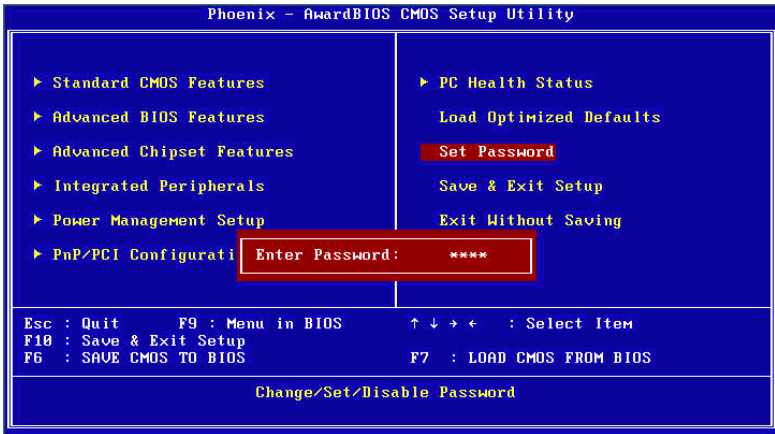 Phoenix - AwardBIOS CMOS Setup Utility
Standard CMOS Features
Advanced BIOS Features
Advanced Chipset Features
Integrated Peripherals
Power Management Setup
PnP/PCI Configurati
PC Health Status
Load Optimized Defaults
Set Password
Save & Exit Setup
Exit Without Saving
Enter Password: ****
Esc : Quit F9 : Menu in BIOS ↑ ↓ → ← : Select Item
F10 : Save & Exit Setup
F6 : SAVE CMOS TO BIOS F7 : LOAD CMOS FROM BIOS
Change/Set/Disable Password